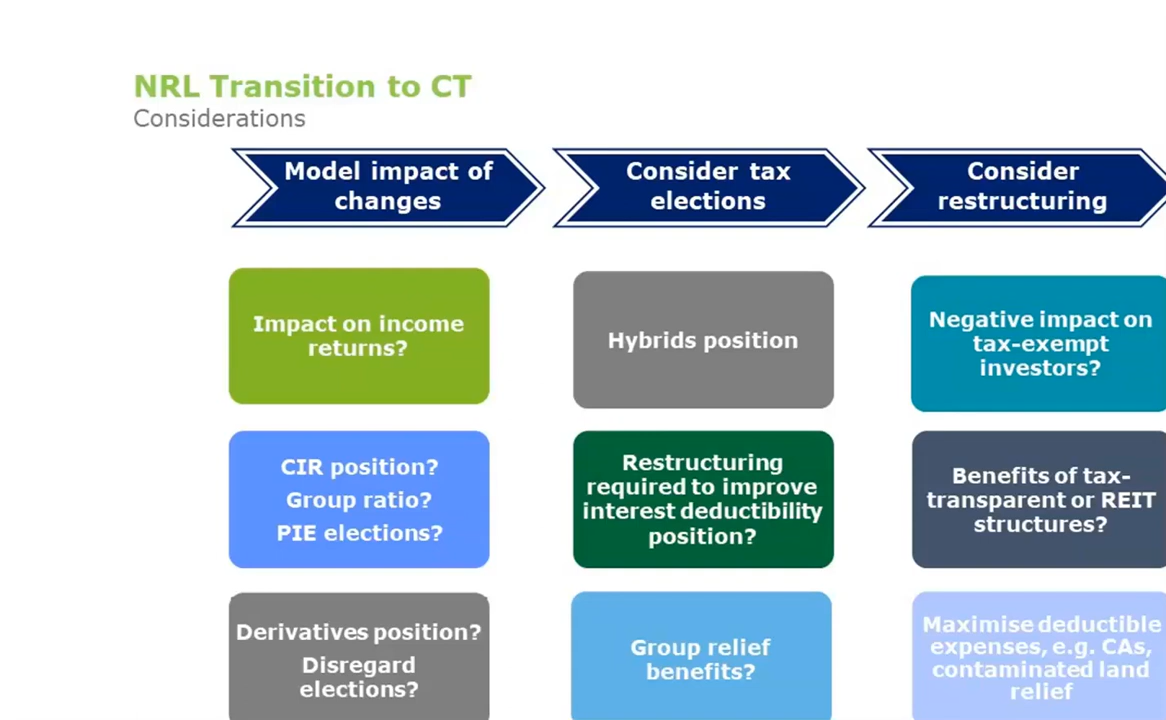 NRL Transition to CT
Considerations
Model impact of
changes
Consider tax
elections
Consider
restructuring
Impact on income
returns?
Hybrids position
Negative impact on
tax-exempt
investors?
CIR position?
Group ratio?
PIE elections?
Restructuring
required to improve
interest deductibility
position?
Benefits of tax-
transparent or REIT
structures?
Derivatives position?
Disregard
elections?
Group relief
benefits?
Maximise deductible
expenses, e.g. CAs,
contaminated land
relief